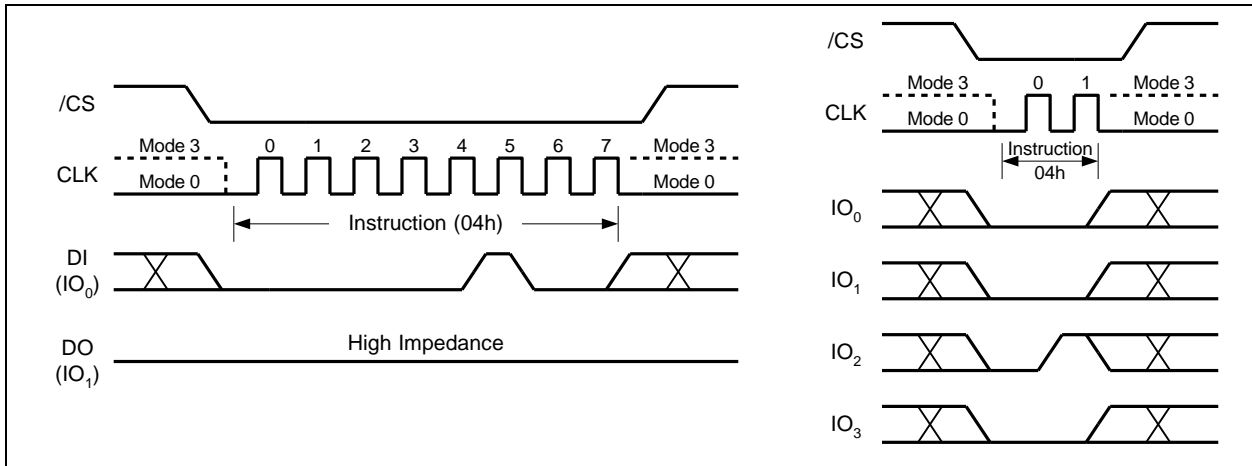 /CS
Mode 3 0 1 2 3 4 5 6 7 Mode 3
CLK
Mode 0 Mode 0
Instruction (04h)
DI
(IO0)
High Impedance
DO
(IO1)
/CS
Mode 3 0 1 Mode 3
CLK
Mode 0 Mode 0
Instruction
04h
IO0
IO1
IO2
IO3